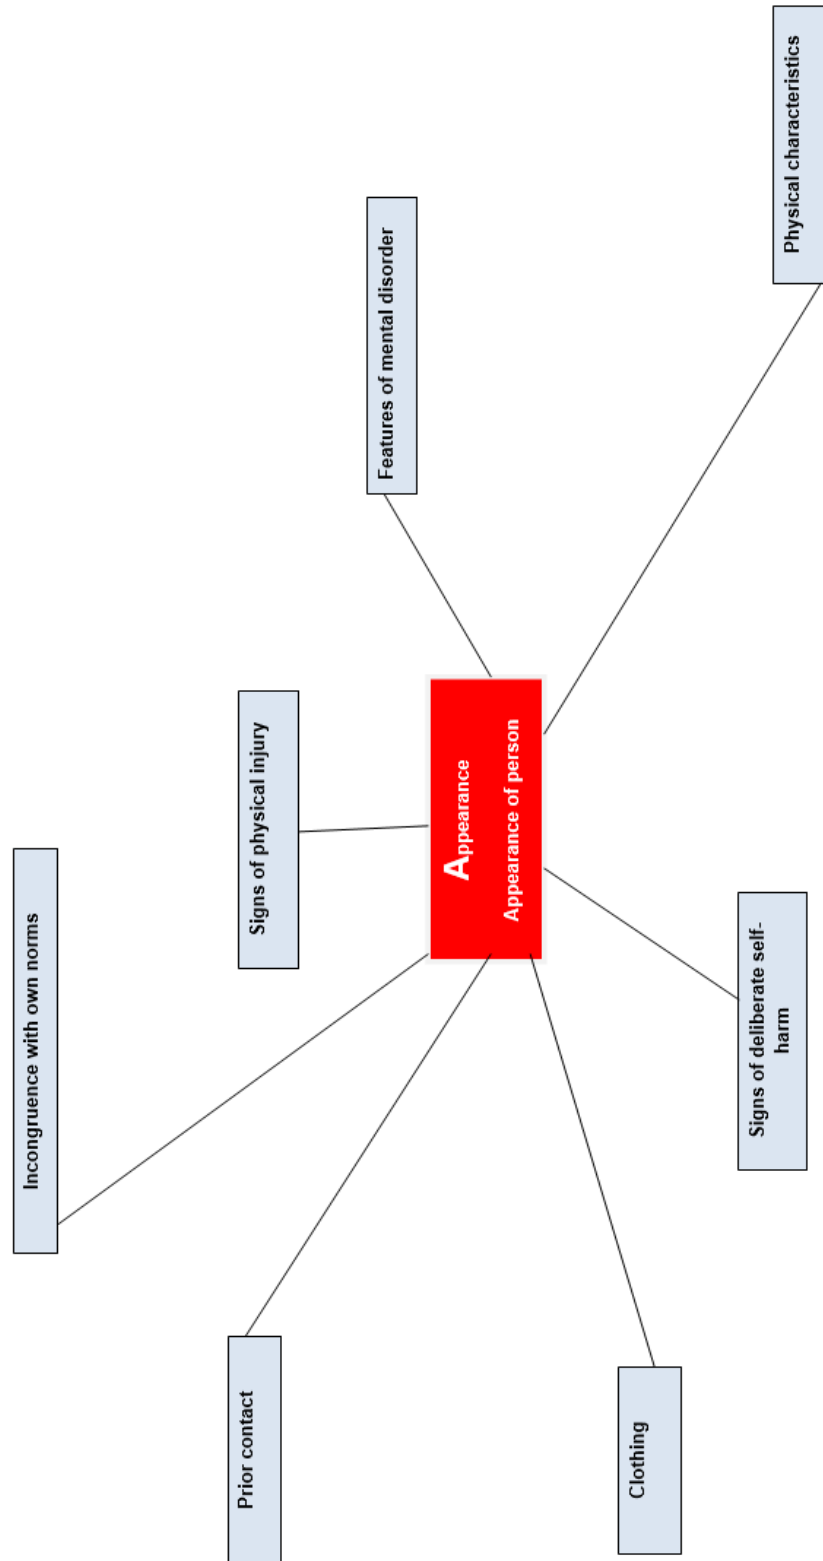 Incongruence with own norms
Prior contact
Signs of physical injury
Features of mental disorder
Appearance
Appearance of person
Clothing
Signs of deliberate self-
harm
Physical characteristics